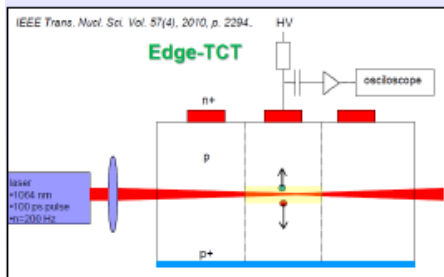 IEEE Trans. Nucl. Sci. Vol. 57(4), 2010, p. 2294.
HV
Edge-TCT
osciloscope
n+
p
laser
•1064 nm
•100 ps pulse
•n=200 Hz
p+